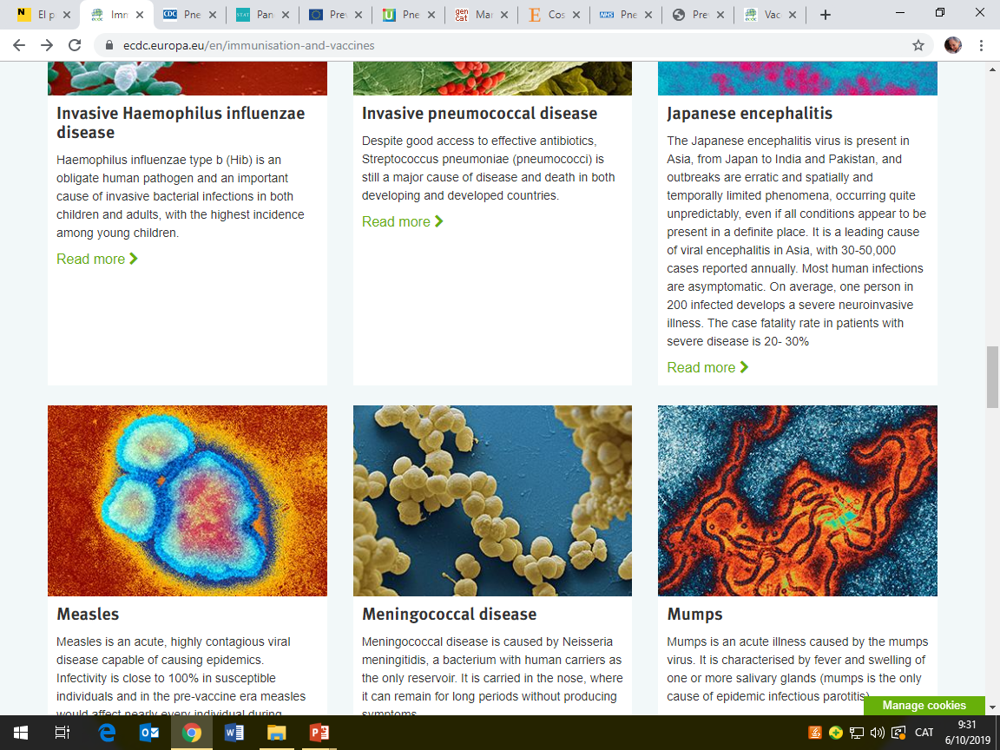 El p
Imm
Pne
Pan
Pre
Pne
Mar
Cos
Pne
Prev
Vac
ecdc.europa.eu/en/immunisation-and-vaccines
Invasive Haemophilus influenzae
disease
Haemophilus influenzae type b (Hib) is an
obligate human pathogen and an important
cause of invasive bacterial infections in both
children and adults, with the highest incidence
among young children.
Read more
Invasive pneumococcal disease
Despite good access to effective antibiotics,
Streptococcus pneumoniae (pneumococci) is
still a major cause of disease and death in both
developing and developed countries.
Read more
Japanese encephalitis
The Japanese encephalitis virus is present in
Asia, from Japan to India and Pakistan, and
outbreaks are erratic and spatially and
temporally limited phenomena, occurring quite
unpredictably, even if all conditions appear to be
present in a definite place. It is a leading cause
of viral encephalitis in Asia, with 30-50,000
cases reported annually. Most human infections
are asymptomatic. On average, one person in
200 infected develops a severe neuroinvasive
illness. The case fatality rate in patients with
severe disease is 20- 30%
Read more
Measles
Measles is an acute, highly contagious viral
disease capable of causing epidemics.
Infectivity is close to 100% in susceptible
individuals and in the pre-vaccine era measles
would affect nearly every individual during
Meningococcal disease
Meningococcal disease is caused by Neisseria
meningitidis, a bacterium with human carriers as
the only reservoir. It is carried in the nose, where
it can remain for long periods without producing
symptoms.
Mumps
Mumps is an acute illness caused by the mumps
virus. It is characterised by fever and swelling of
one or more salivary glands (mumps is the only
cause of epidemic infectious parotitis)
Manage cookies
CAT
9:31
6/10/2019